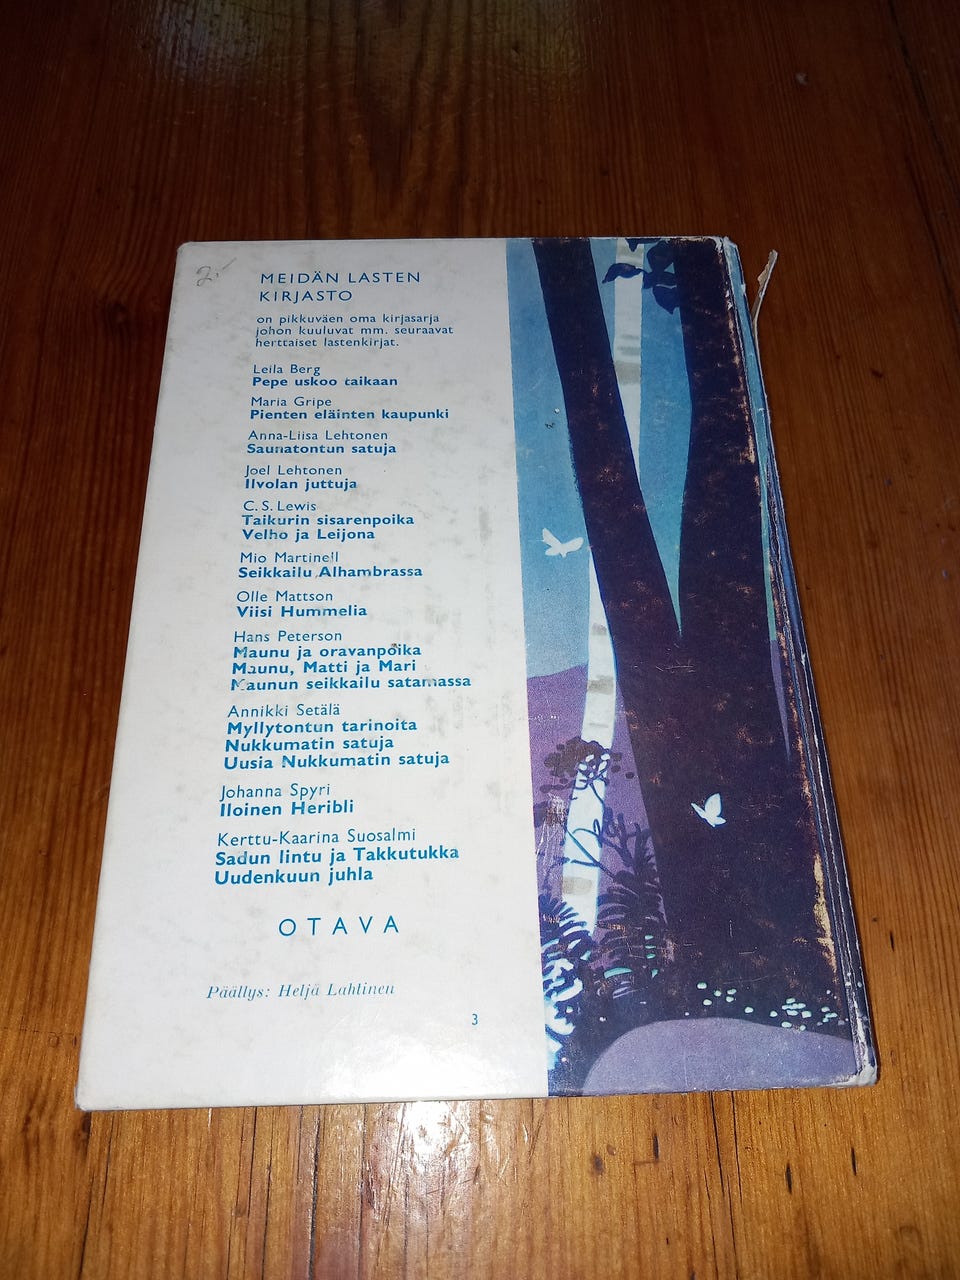 2.-
MEIDÄN LASTEN
KIRJASTO
on pikkuväen oma kirjasarja
johon kuuluvat mm. seuraavat
herttaiset lastenkirjat.
Leila Berg
Pepe uskoo taikaan
Maria Gripe
Pienten eläinten kaupunki
Anna-Liisa Lehtonen
Saunatontun satuja
Joel Lehtonen
Ilvolan juttuja
C. S. Lewis
Taikurin sisarenpoika
Velho ja Leijona
Mio Martinell
Seikkailu Alhambrassa
Olle Mattson
Viisi Hummelia
Hans Peterson
Maunu ja oravanpoika
Maunu, Matti ja Mari
Maunun seikkailu satamassa
Annikki Setälä
Myllytontun tarinoita
Nukkumatin satuja
Uusia Nukkumatin satuja
Johanna Spyri
Iloinen Heribli
Kerttu-Kaarina Suosalmi
Sadun lintu ja Takkutukka
Uudenkuun juhla
OTAVA
Päällys: Heljä Lahtinen
3